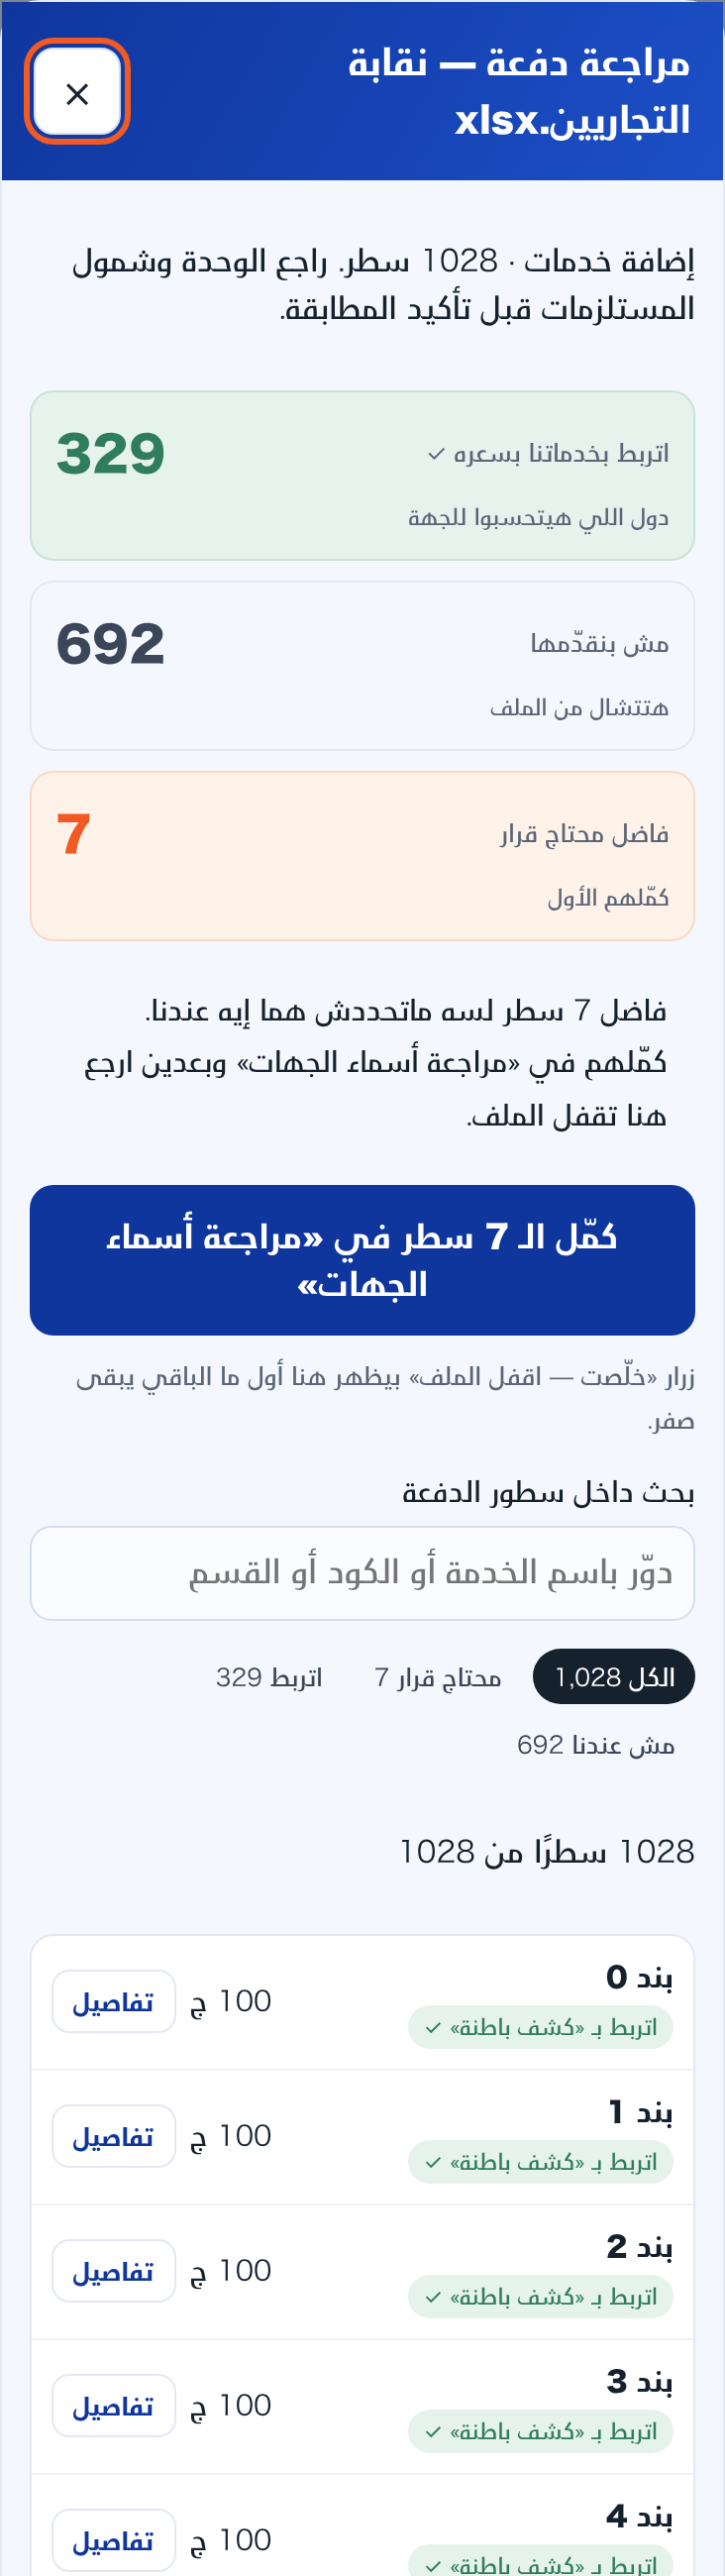 مراجعة دفعة — نقابة
التجاريين.xlsx
×
إضافة خدمات · 1028 سطر. راجع الوحدة وشمول
المستلزمات قبل تأكيد المطابقة.
اتربط بخدماتنا بسعره ✓
329
دول اللي هيتحسبوا للجهة
مش بنقدّمها
692
هتتشال من الملف
فاضل محتاج قرار
7
كمّلهم الأول
فاضل 7 سطر لسه ماتحددش هما إيه عندنا.
كمّلهم في «مراجعة أسماء الجهات» وبعدين ارجع
هنا تقفل الملف.
كمّل الـ 7 سطر في «مراجعة أسماء
الجهات»
زرار «خلّصت — اقفل الملف» بيظهر هنا أول ما الباقي يبقى
صفر.
بحث داخل سطور الدفعة
دوّر باسم الخدمة أو الكود أو القسم
الكل 1,028
محتاج قرار 7
اتربط 329
مش عندنا 692
1028 سطرًا من 1028
بند 0
اتربط بـ «كشف باطنة» ✓
100 ج
تفاصيل
بند 1
اتربط بـ «كشف باطنة» ✓
100 ج
تفاصيل
بند 2
اتربط بـ «كشف باطنة» ✓
100 ج
تفاصيل
بند 3
اتربط بـ «كشف باطنة» ✓
100 ج
تفاصيل
بند 4
اتربط بـ «كشف باطنة» ✓
100 ج
تفاصيل